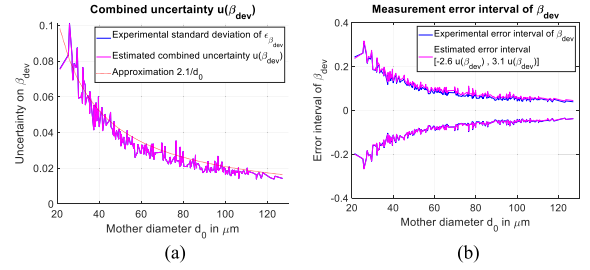 Combined uncertainty u(β_dev)
Experimental standard deviation of ε_β_dev
Estimated combined uncertainty u(β_dev)
Approximation 2.1/d_0
Uncertainty on β_dev
0.1
0.08
0.06
0.04
0.02
0
20 40 60 80 100 120
Mother diameter d_0 in μm
(a)
Measurement error interval of β_dev
Experimental error interval of β_dev
Estimated error interval
[-2.6 u(β_dev) , 3.1 u(β_dev)]
Error interval of β_dev
0.4
0.2
0
-0.2
-0.4
20 40 60 80 100 120
Mother diameter d_0 in μm
(b)